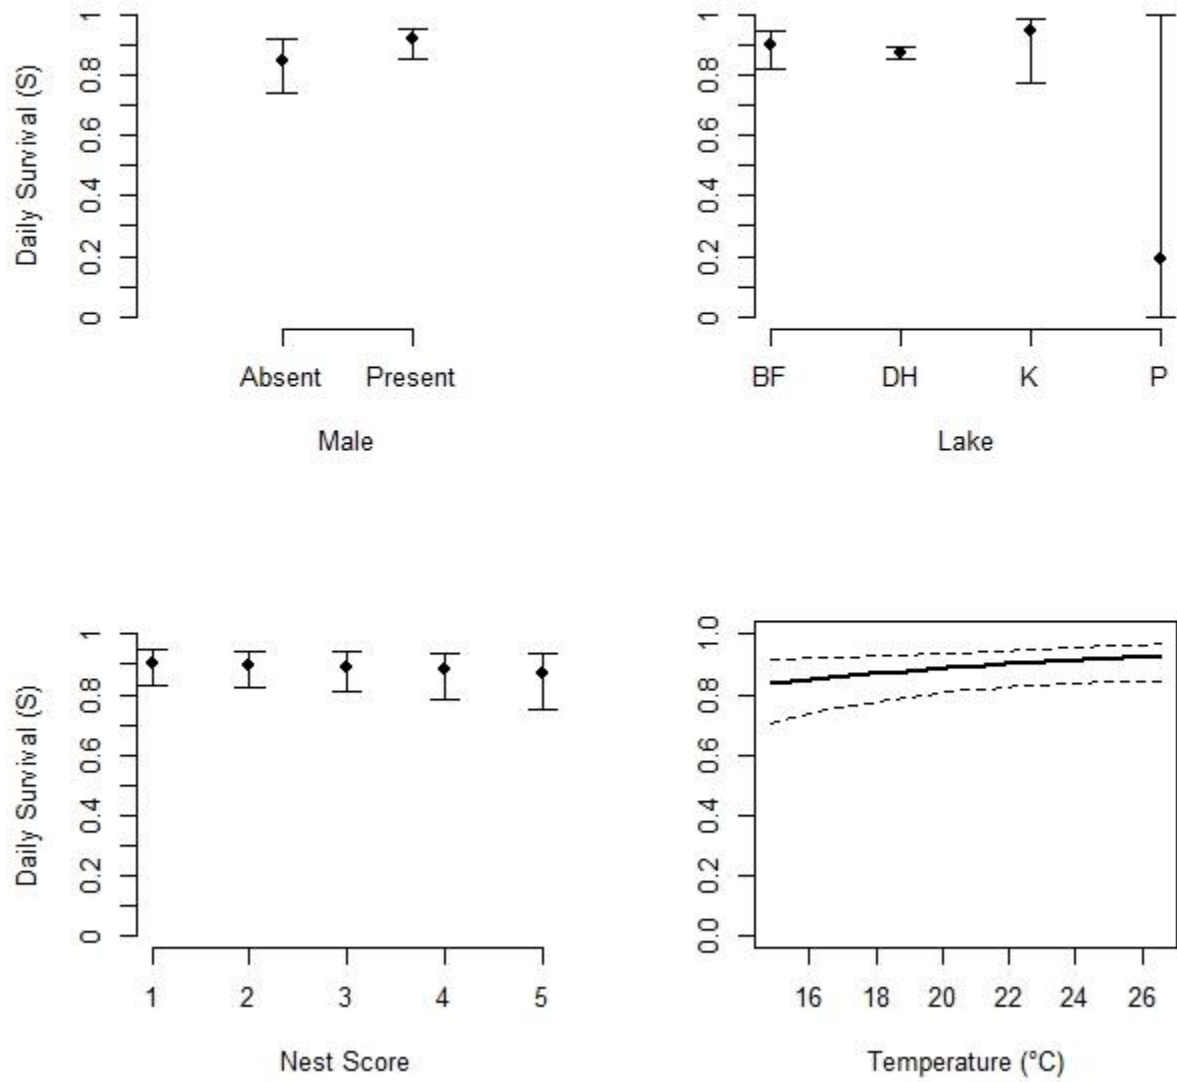 Daily Survival (S)
1
0.8
0.6
0.4
0.2
0
Absent Present
Male
1
0.8
0.6
0.4
0.2
0
BF DH K P
Lake
Daily Survival (S)
1
0.8
0.6
0.4
0.2
0
1 2 3 4 5
Nest Score
1.0
0.8
0.6
0.4
0.2
0.0
16 18 20 22 24 26
Temperature (°C)